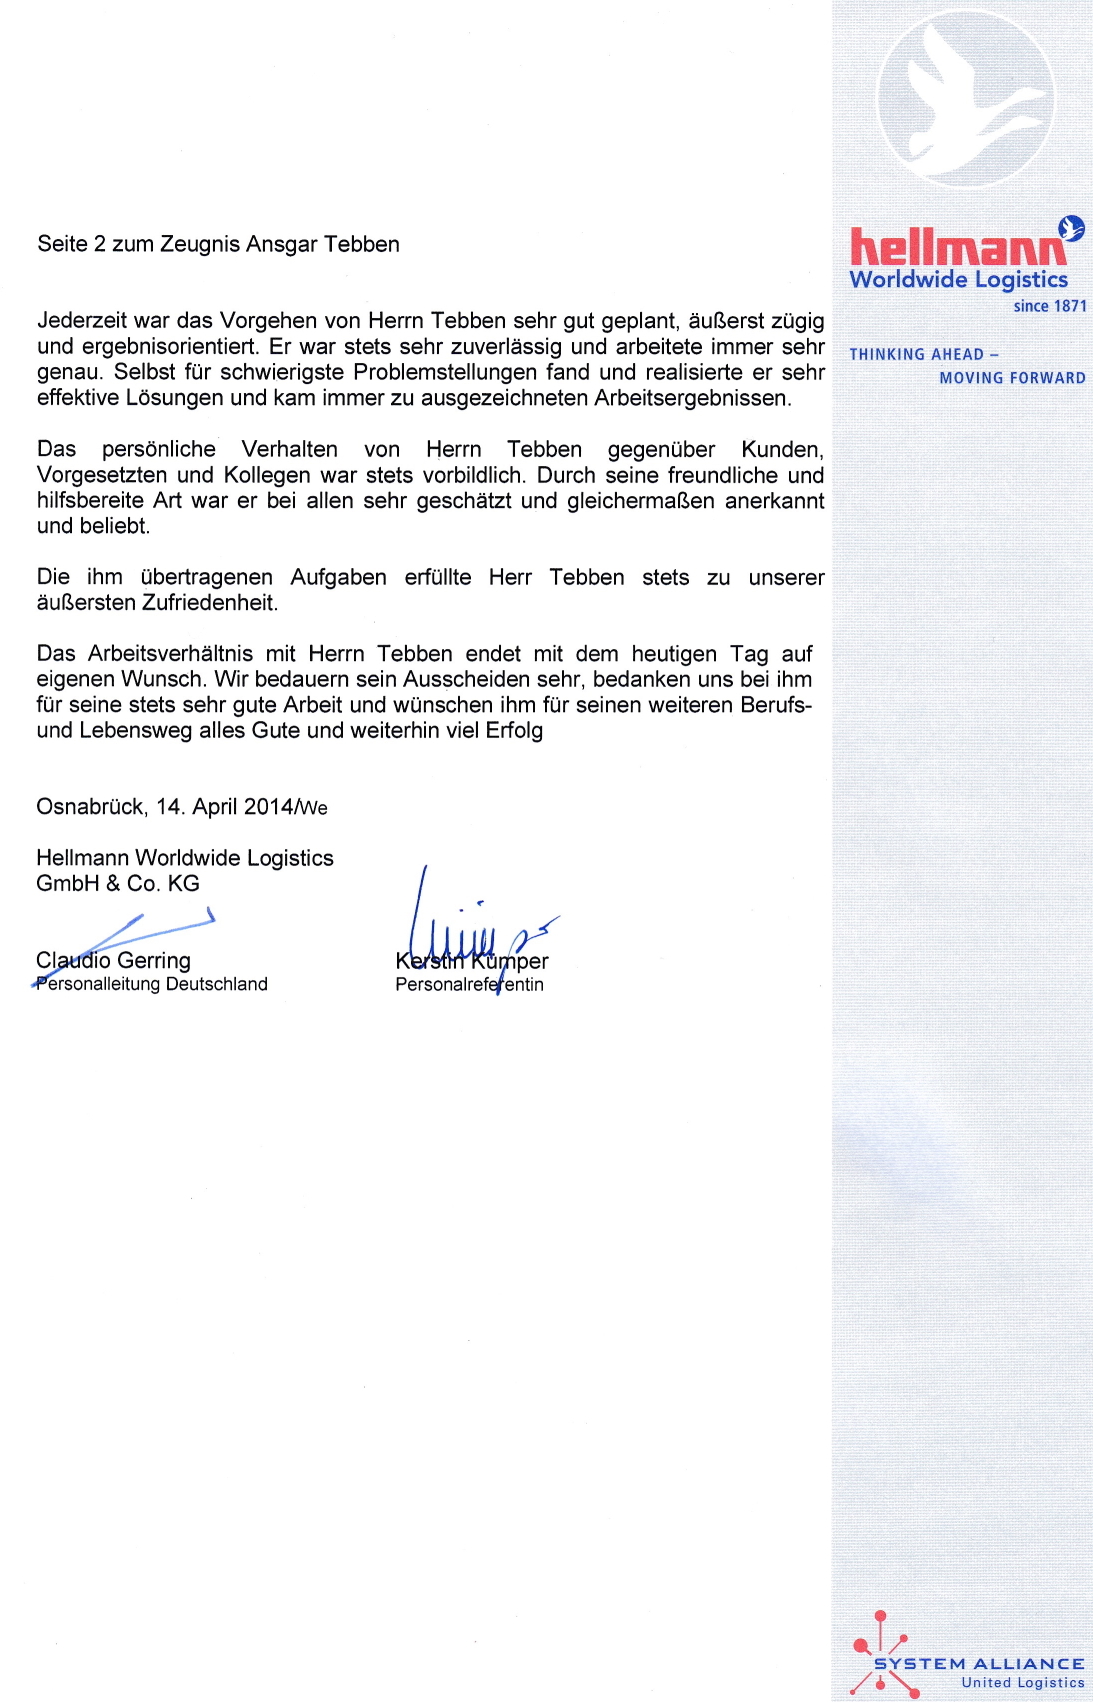 Seite 2 zum Zeugnis Ansgar Tebben
Jederzeit war das Vorgehen von Herrn Tebben sehr gut geplant, äußerst zügig
und ergebnisorientiert. Er war stets sehr zuverlässig und arbeitete immer sehr
genau. Selbst für schwierigste Problemstellungen fand und realisierte er sehr
effektive Lösungen und kam immer zu ausgezeichneten Arbeitsergebnissen.
Das persönliche Verhalten von Herrn Tebben gegenüber Kunden,
Vorgesetzten und Kollegen war stets vorbildlich. Durch seine freundliche und
hilfsbereite Art war er bei allen sehr geschätzt und gleichermaßen anerkannt
und beliebt.
Die ihm übertragenen Aufgaben erfüllte Herr Tebben stets zu unserer
äußersten Zufriedenheit.
Das Arbeitsverhältnis mit Herrn Tebben endet mit dem heutigen Tag auf
eigenen Wunsch. Wir bedauern sein Ausscheiden sehr, bedanken uns bei ihm
für seine stets sehr gute Arbeit und wünschen ihm für seinen weiteren Berufs-
und Lebensweg alles Gute und weiterhin viel Erfolg
Osnabrück, 14. April 2014/We
Hellmann Worldwide Logistics
GmbH & Co. KG
Claudio Gerring
Personalleitung Deutschland
Kerstin Kümper
Personalreferentin
hellmann
Worldwide Logistics
since 1871
THINKING AHEAD –
MOVING FORWARD
SYSTEM ALLIANCE
United Logistics